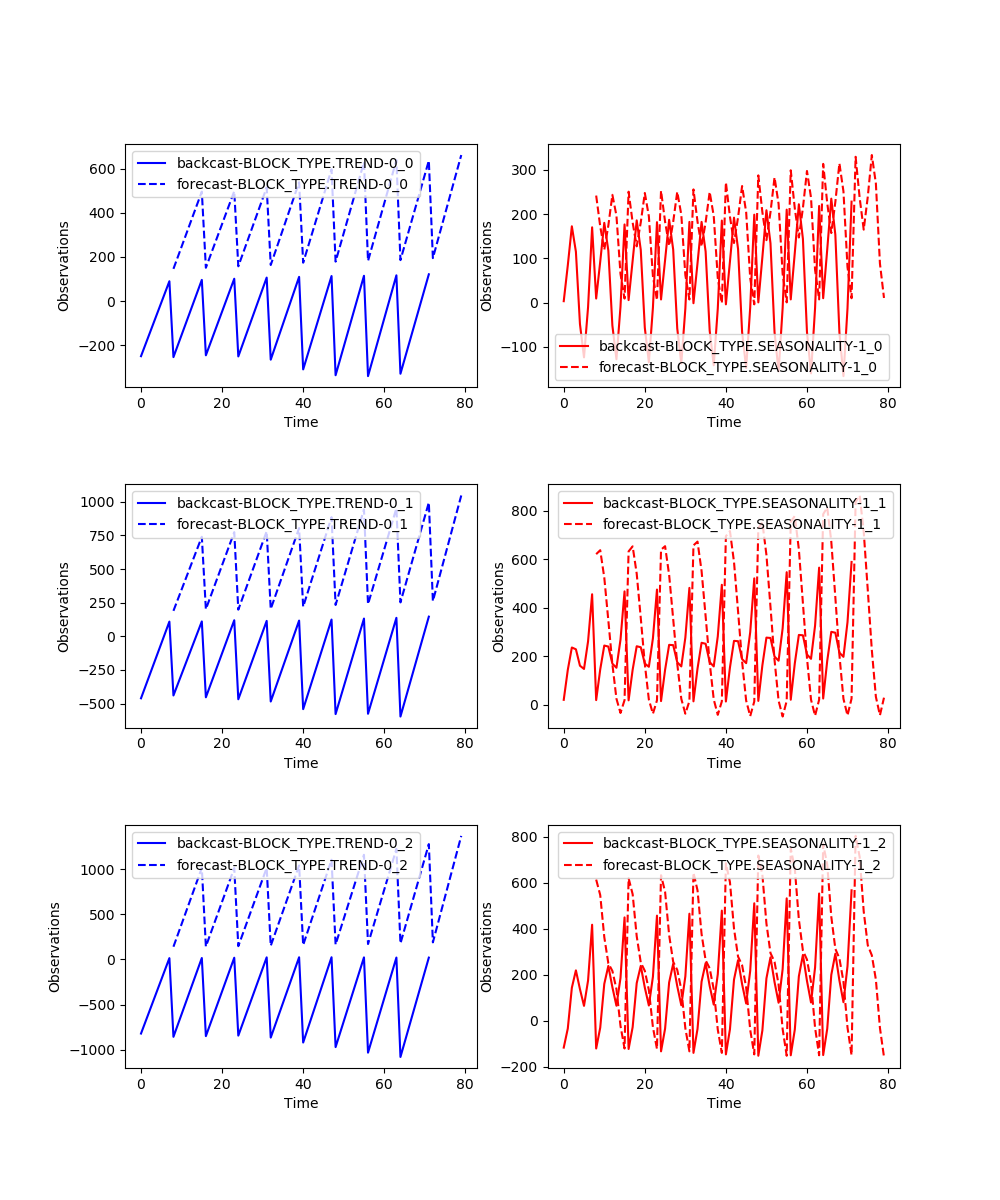 backcast-BLOCK_TYPE.TREND-0_0
forecast-BLOCK_TYPE.TREND-0_0
600
400
200
0
−200
Observations
0 20 40 60 80
Time
backcast-BLOCK_TYPE.SEASONALITY-1_0
forecast-BLOCK_TYPE.SEASONALITY-1_0
300
200
100
0
−100
Observations
0 20 40 60 80
Time
backcast-BLOCK_TYPE.TREND-0_1
forecast-BLOCK_TYPE.TREND-0_1
1000
750
500
250
0
−250
−500
Observations
0 20 40 60 80
Time
backcast-BLOCK_TYPE.SEASONALITY-1_1
forecast-BLOCK_TYPE.SEASONALITY-1_1
800
600
400
200
0
Observations
0 20 40 60 80
Time
backcast-BLOCK_TYPE.TREND-0_2
forecast-BLOCK_TYPE.TREND-0_2
1000
500
0
−500
−1000
Observations
0 20 40 60 80
Time
backcast-BLOCK_TYPE.SEASONALITY-1_2
forecast-BLOCK_TYPE.SEASONALITY-1_2
800
600
400
200
0
−200
Observations
0 20 40 60 80
Time